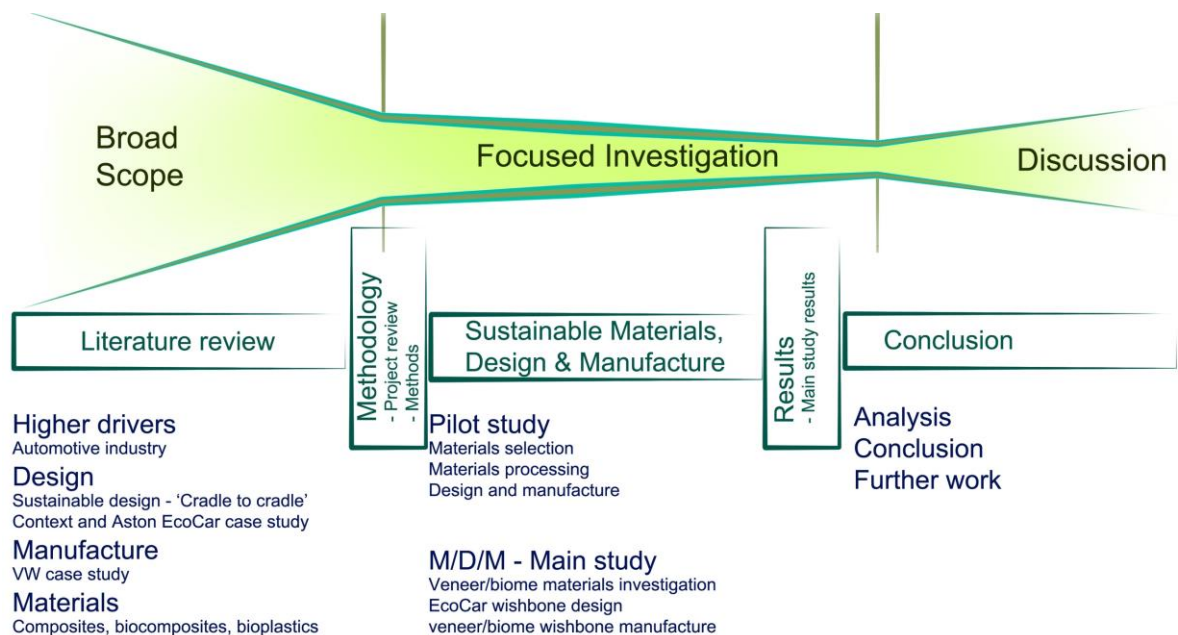 Broad
Scope
Focused Investigation
Discussion
Literature review
Methodology
- Project review
- Methods
Sustainable Materials,
Design & Manufacture
Results
- Main study results
Conclusion
Higher drivers
Automotive industry
Design
Sustainable design - ‘Cradle to cradle’
Context and Aston EcoCar case study
Manufacture
VW case study
Materials
Composites, biocomposites, bioplastics
Pilot study
Materials selection
Materials processing
Design and manufacture
M/D/M - Main study
Veneer/biome materials investigation
EcoCar wishbone design
veneer/biome wishbone manufacture
Analysis
Conclusion
Further work